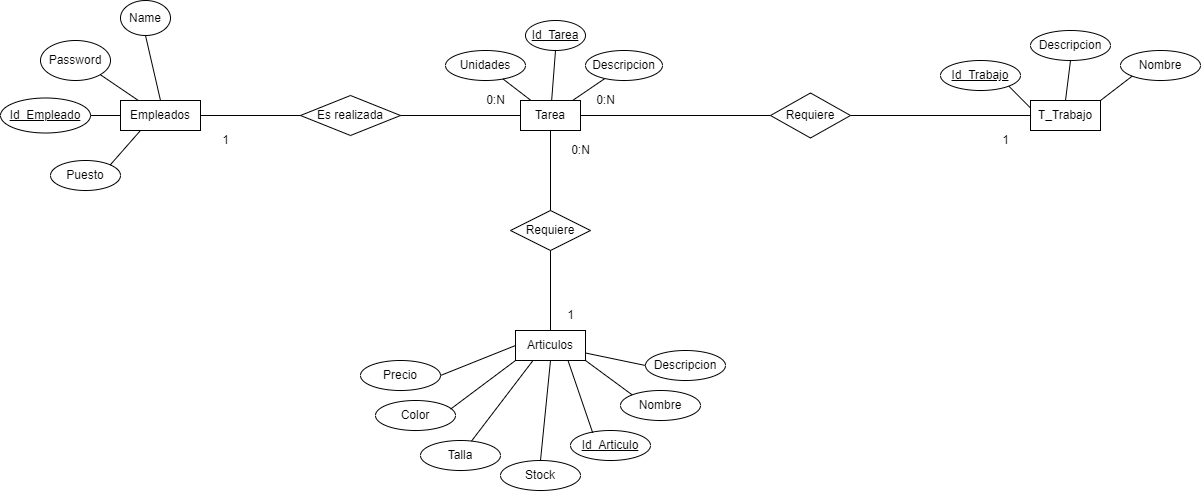 Name
Id_Tarea
Descripcion
Password
Unidades
Descripcion
Id_Trabajo
Nombre
0:N
0:N
Id_Empleado
Empleados
Es realizada
Tarea
Requiere
T_Trabajo
1
0:N
1
Puesto
Requiere
1
Articulos
Descripcion
Precio
Nombre
Color
Id_Articulo
Talla
Stock